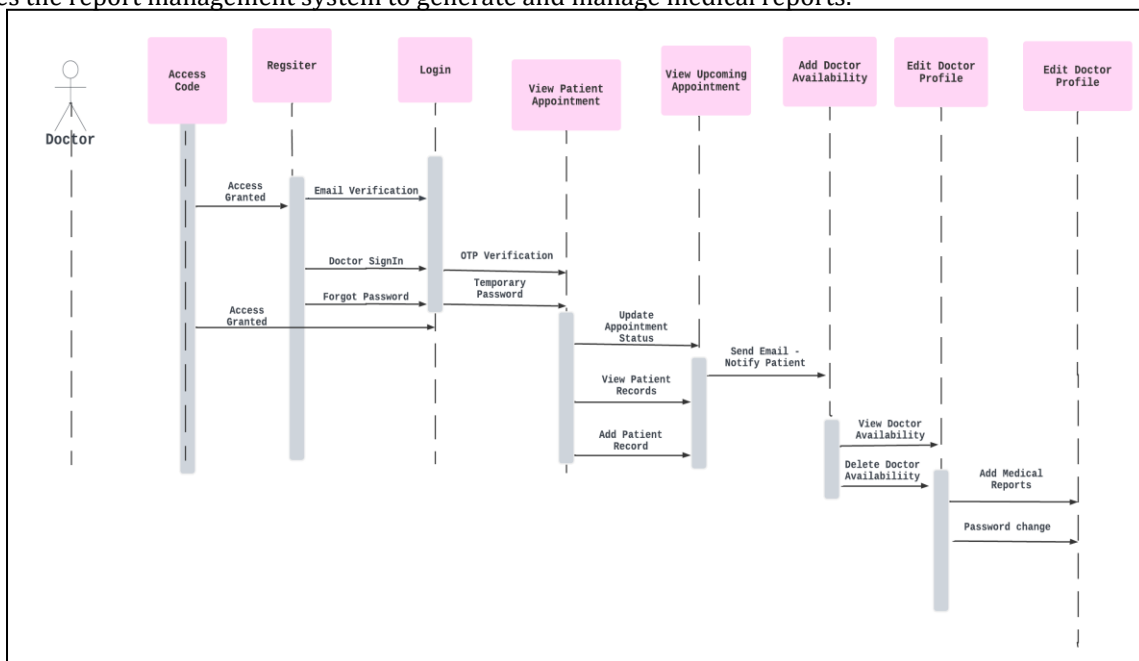 es the report management system to generate and manage medical reports.
Access
Code
Regsiter
Login
View Patient
Appointment
View Upcoming
Appointment
Add Doctor
Availability
Edit Doctor
Profile
Edit Doctor
Profile
Doctor
Access
Granted
Email Verification
Doctor SignIn
OTP Verification
Forgot Password
Temporary
Password
Access
Granted
Update
Appointment
Status
Send Email -
Notify Patient
View Patient
Records
Add Patient
Record
View Doctor
Availability
Delete Doctor
Availabiliity
Add Medical
Reports
Password change